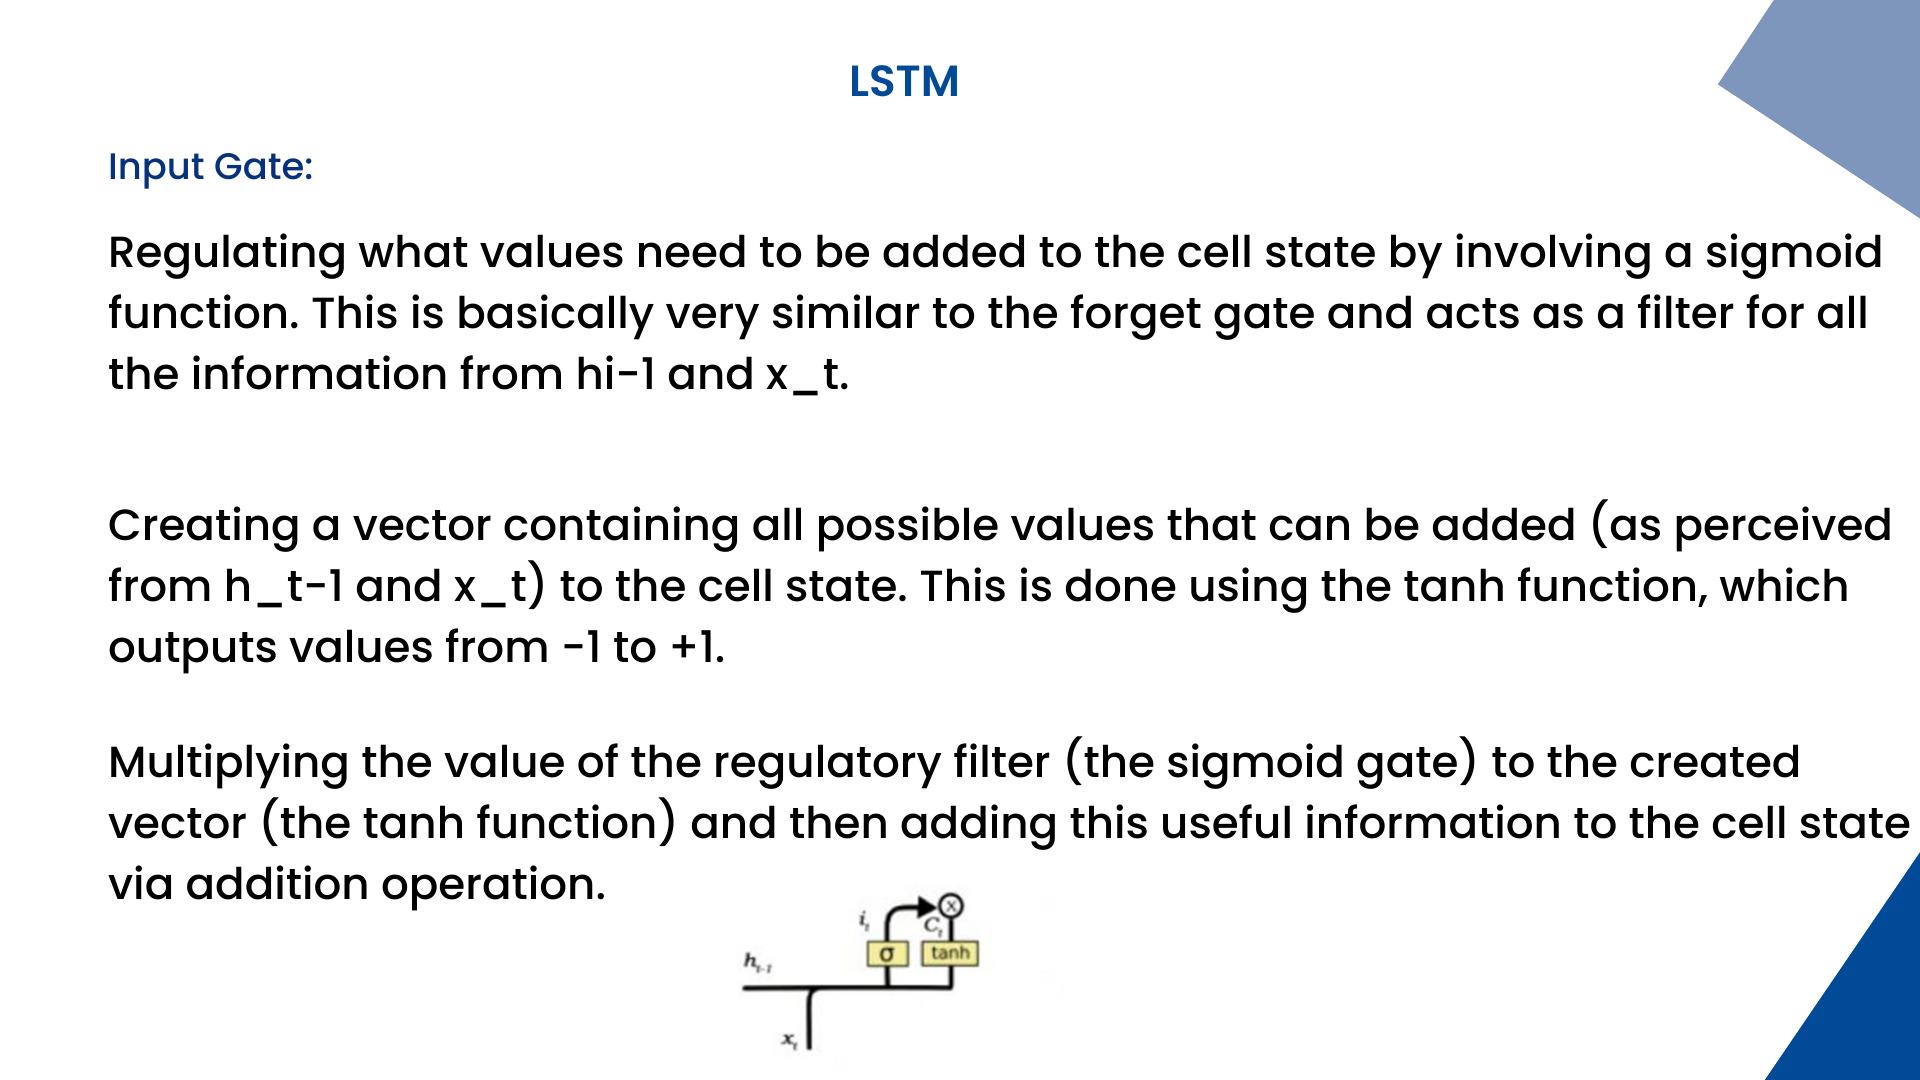 LSTM
Input Gate:
Regulating what values need to be added to the cell state by involving a sigmoid
function. This is basically very similar to the forget gate and acts as a filter for all
the information from hi-1 and x_t.
Creating a vector containing all possible values that can be added (as perceived
from h_t-1 and x_t) to the cell state. This is done using the tanh function, which
outputs values from -1 to +1.
Multiplying the value of the regulatory filter (the sigmoid gate) to the created
vector (the tanh function) and then adding this useful information to the cell state
via addition operation.
i_t C_t X
σ tanh
h_t-1
x_t